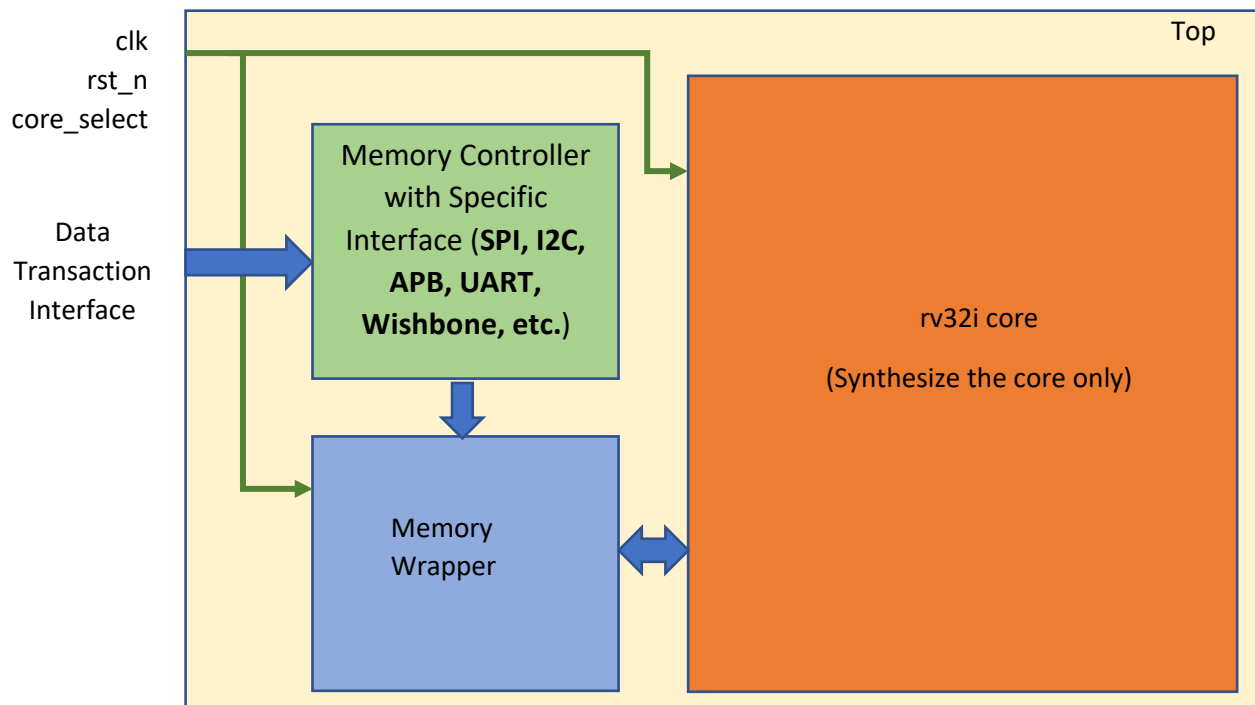 Top
clk
rst_n
core_select
Data
Transaction
Interface
Memory Controller
with Specific
Interface (SPI, I2C,
APB, UART,
Wishbone, etc.)
Memory
Wrapper
rv32i core
(Synthesize the core only)